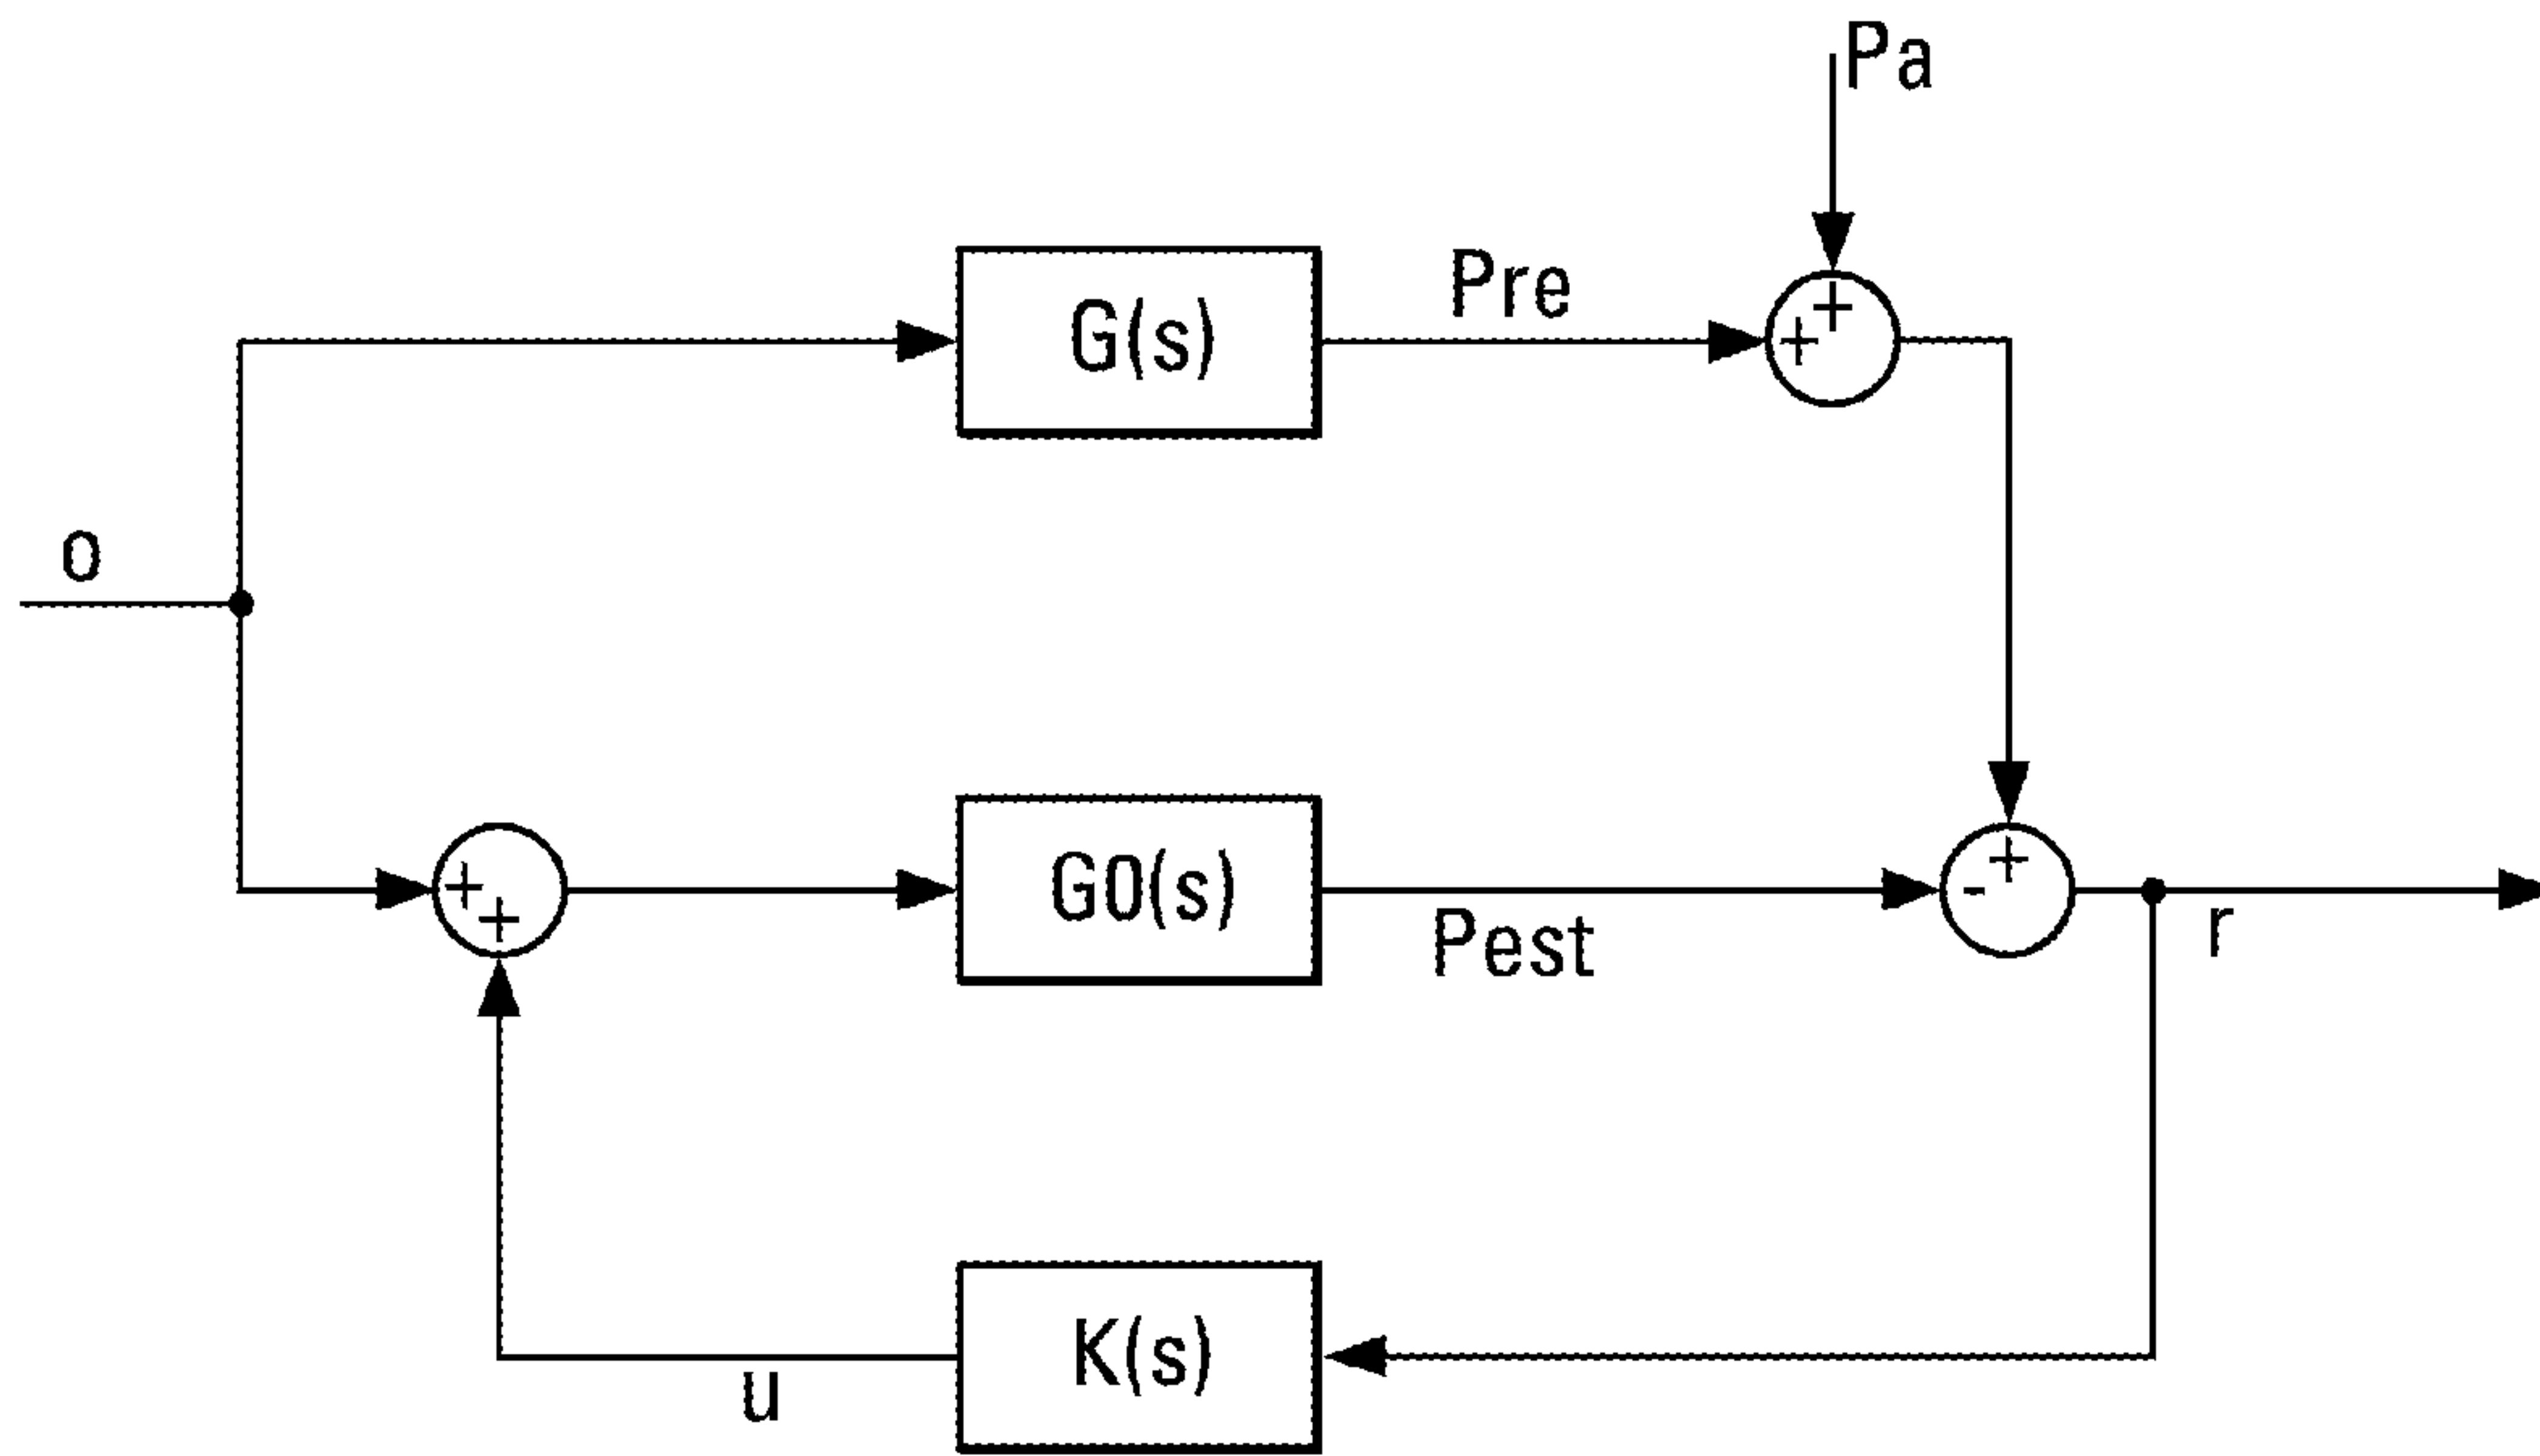 Pa
G(s)
Pre
+
+
o
+
+
G0(s)
Pest
+
-
r
K(s)
u